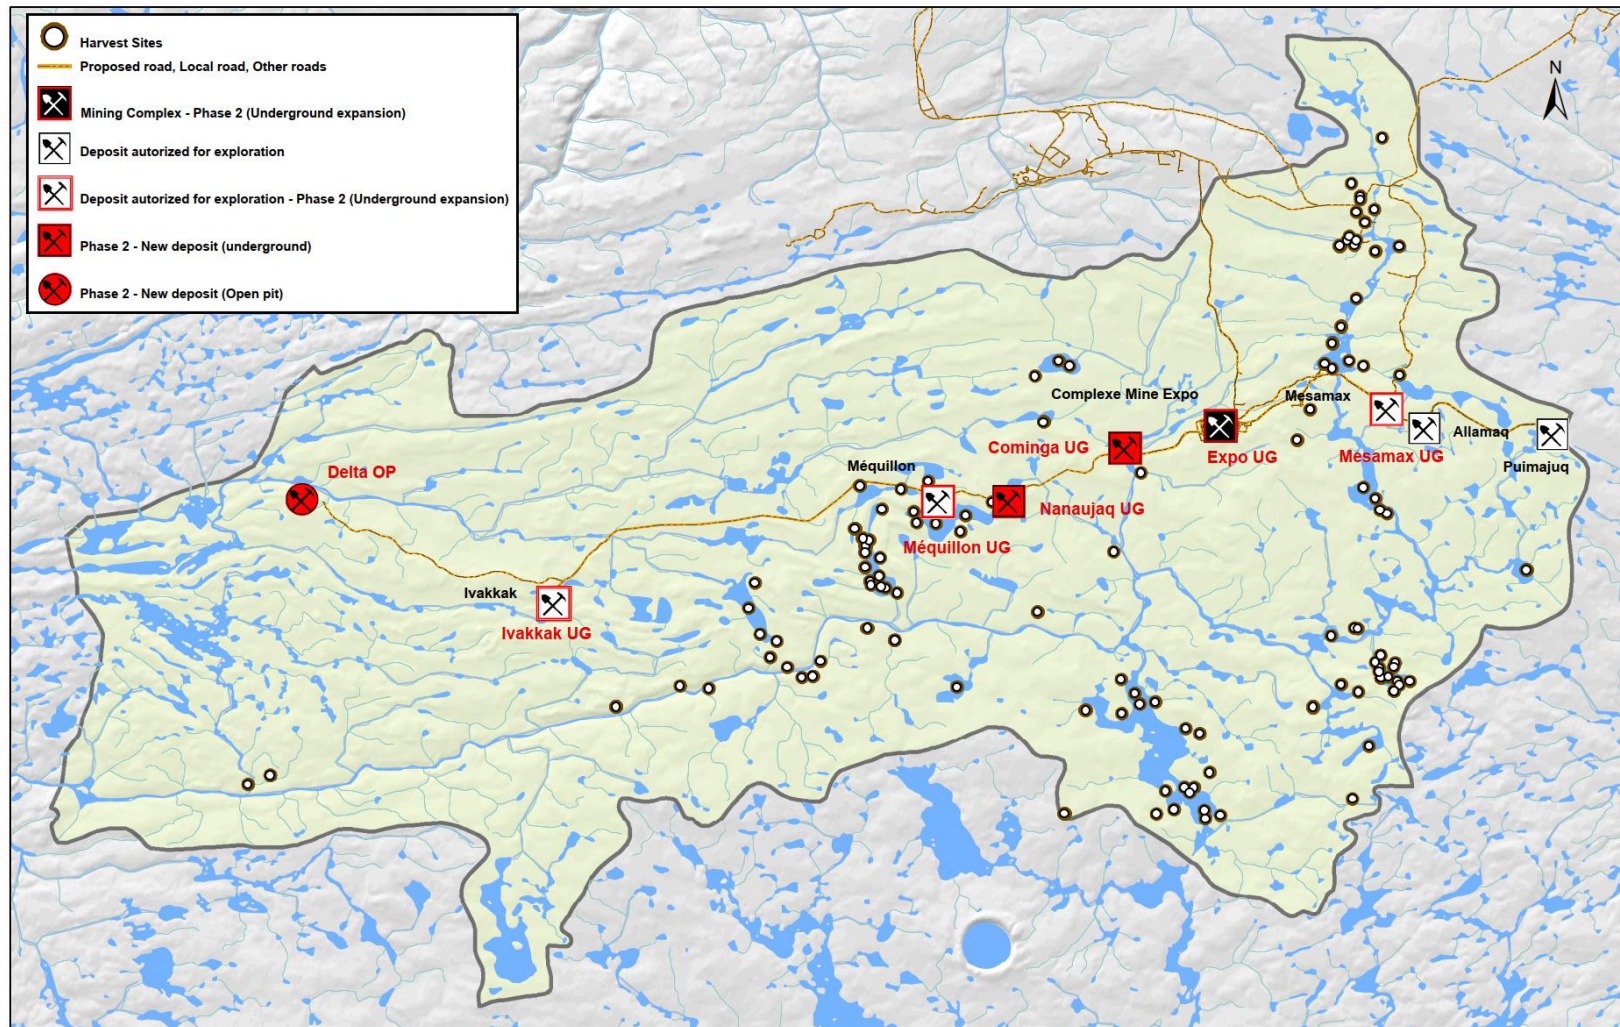 Harvest Sites
Proposed road, Local road, Other roads
Mining Complex - Phase 2 (Underground expansion)
Deposit autorized for exploration
Deposit autorized for exploration - Phase 2 (Underground expansion)
Phase 2 - New deposit (underground)
Phase 2 - New deposit (Open pit)
N
Complexe Mine Expo
Mesamax
Allamaq
Cominga UG
Expo UG
Mesamax UG
Puimajuq
Delta OP
Méquillon
Nanaujaq UG
Méquillon UG
Ivakkak
Ivakkak UG